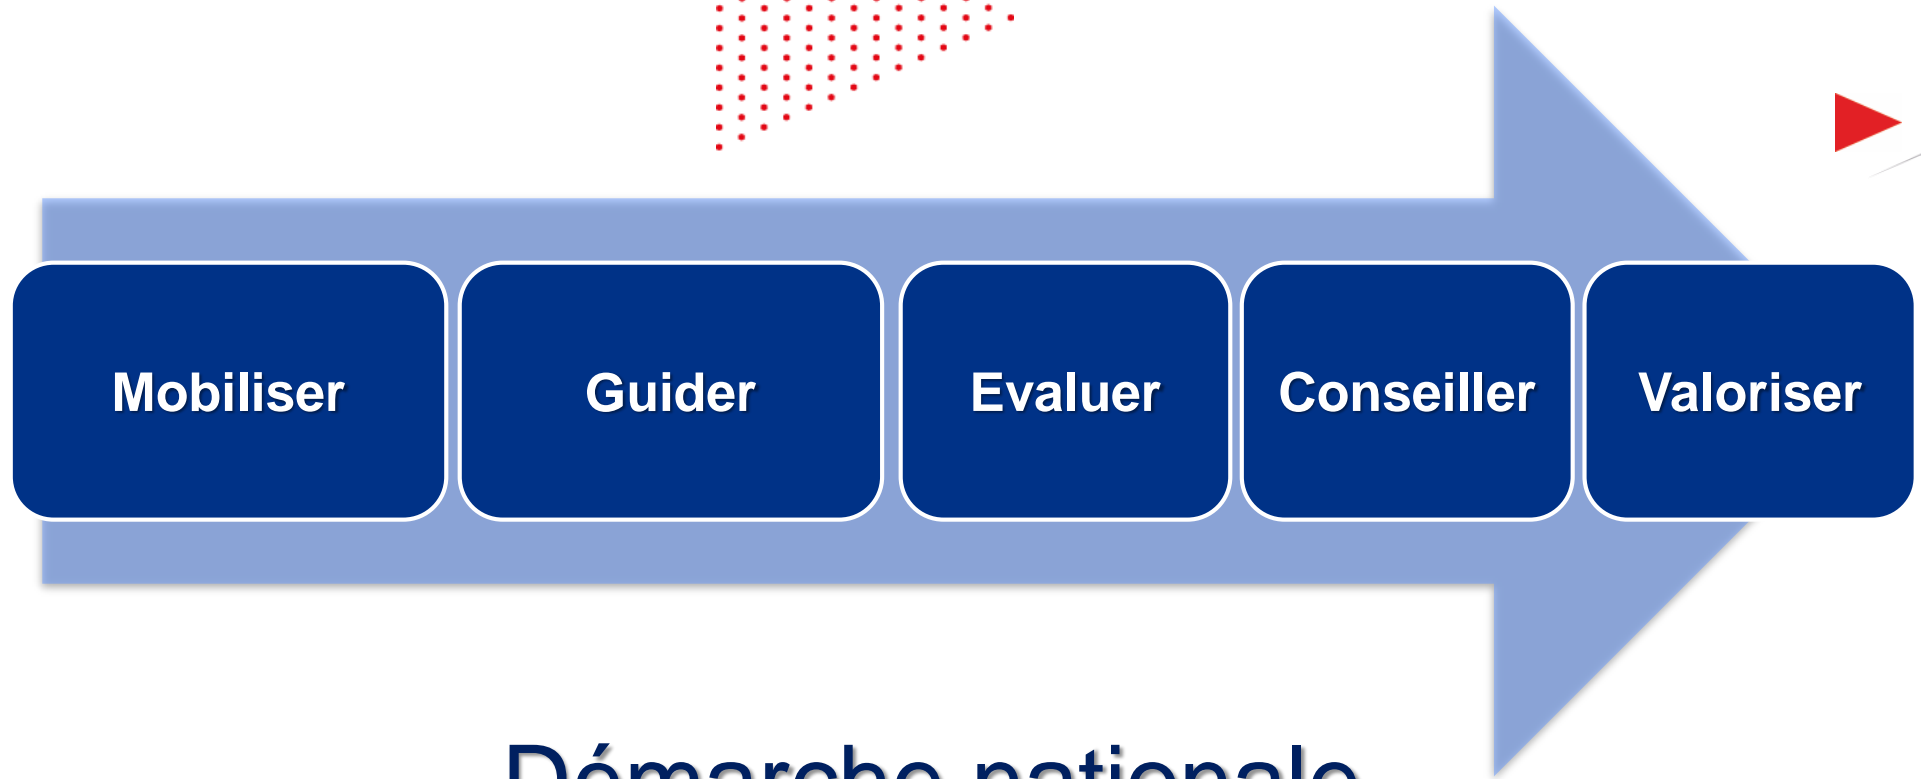 Mobiliser
Guider
Evaluer
Conseiller
Valoriser
Démarche nationale